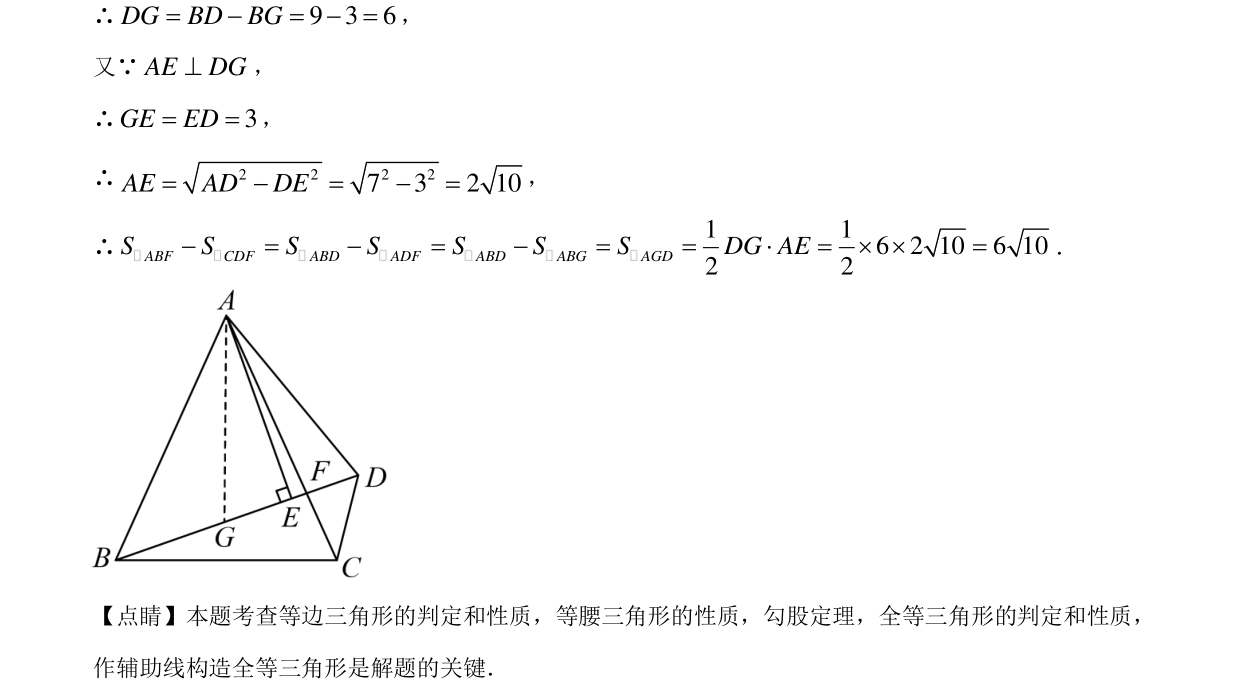 ∴ DG = BD − BG = 9 − 3 = 6，
又∵ AE ⊥ DG，
∴ GE = ED = 3，
∴ AE = √(AD² − DE²) = √(7² − 3²) = 2√10，
∴ S▯ABF − S▯CDF = S▯ABD − S▯ADF = S▯ABD − S▯ABG = S▯AGD = 1/2 DG · AE = 1/2 × 6 × 2√10 = 6√10 .
A
F
D
E
G
B
C
【点睛】本题考查等边三角形的判定和性质，等腰三角形的性质，勾股定理，全等三角形的判定和性质，
作辅助线构造全等三角形是解题的关键．